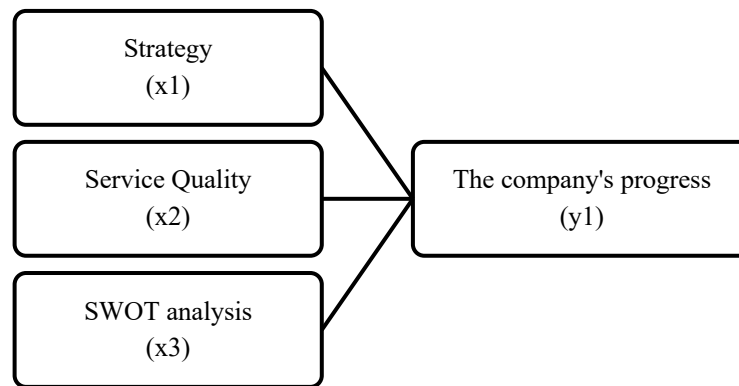 Strategy
(x1)
Service Quality
(x2)
SWOT analysis
(x3)
The company's progress
(y1)